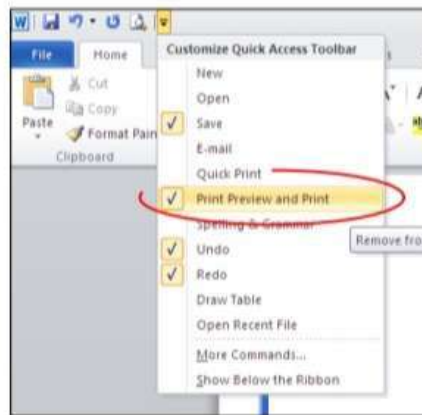 W
File Home Customize Quick Access Toolbar s
Cut New
Copy Open
Paste Save
Format Pain E-mail
Clipboard Quick Print
Print Preview and Print
Spelling & Grammar
Remove fro
Undo
Redo
Draw Table
Open Recent File
More Commands...
Show Below the Ribbon